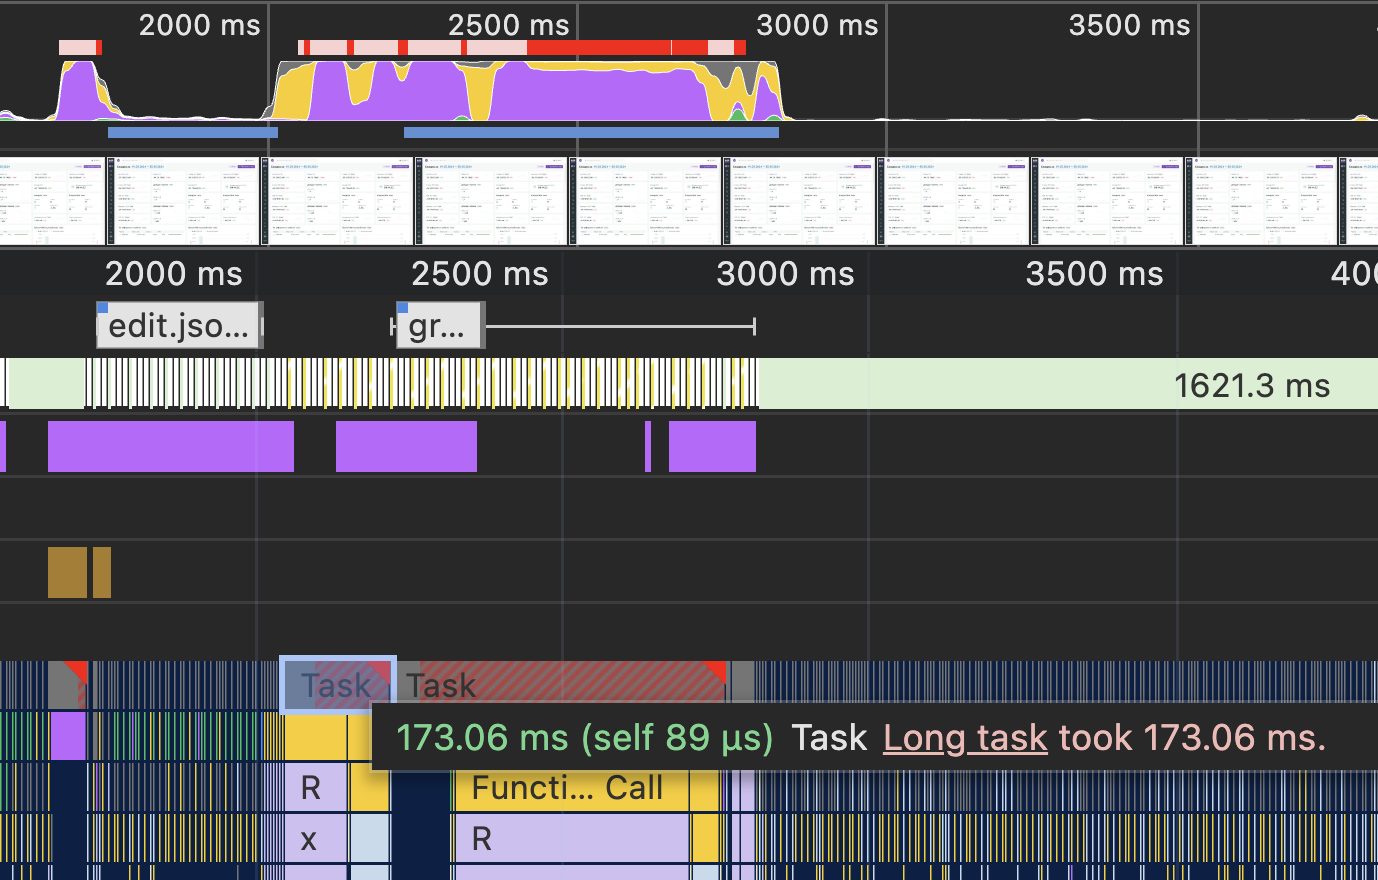 2000 ms 2500 ms 3000 ms 3500 ms
2000 ms 2500 ms 3000 ms 3500 ms 400
edit.jso... gr...
1621.3 ms
Task Task
173.06 ms (self 89 μs) Task Long task took 173.06 ms.
R Functi... Call
x R